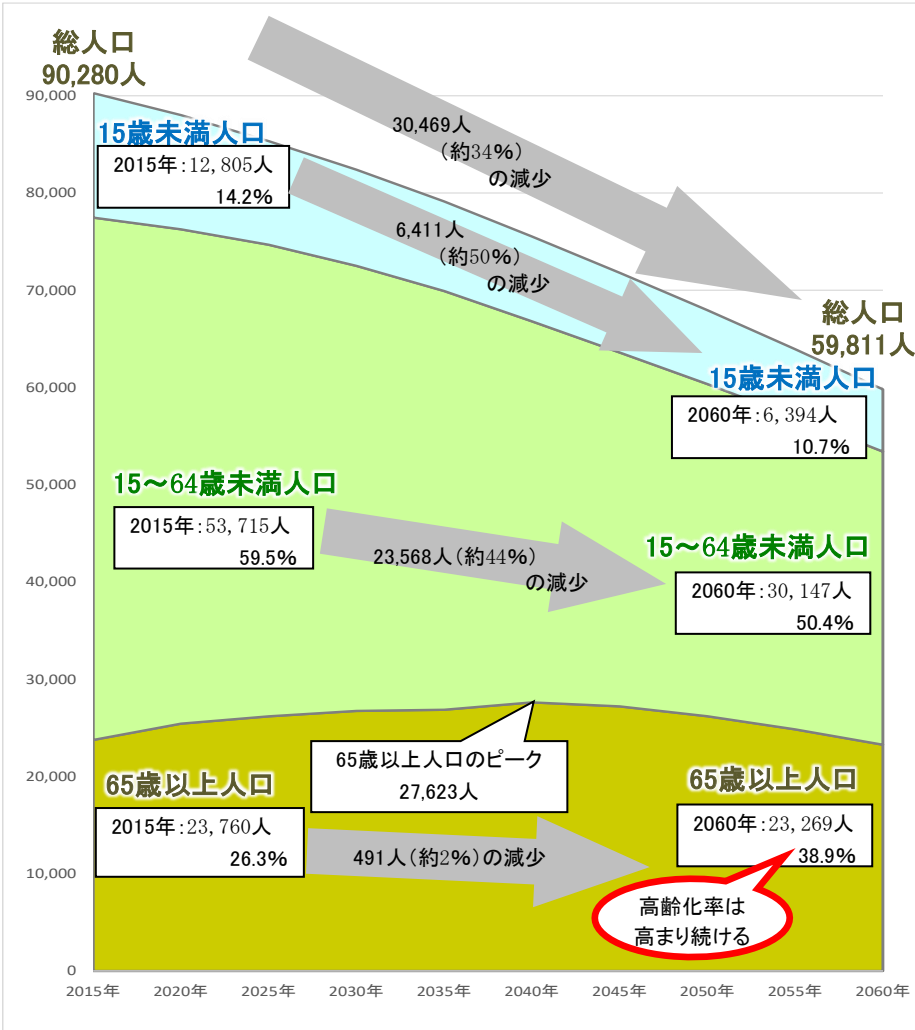 総人口
90,280人
30,469人
(約34%)
の減少
15歳未満人口
2015年：12,805人
14.2%
6,411人
(約50%)
の減少
総人口
59,811人
15歳未満人口
2060年：6,394人
10.7%
15～64歳未満人口
2015年：53,715人
59.5%
23,568人(約44%)
の減少
15～64歳未満人口
2060年：30,147人
50.4%
65歳以上人口のピーク
27,623人
65歳以上人口
2015年：23,760人
26.3%
491人(約2%)の減少
65歳以上人口
2060年：23,269人
38.9%
高齢化率は
高まり続ける
90,000
80,000
70,000
60,000
50,000
40,000
30,000
20,000
10,000
0
2015年 2020年 2025年 2030年 2035年 2040年 2045年 2050年 2055年 2060年